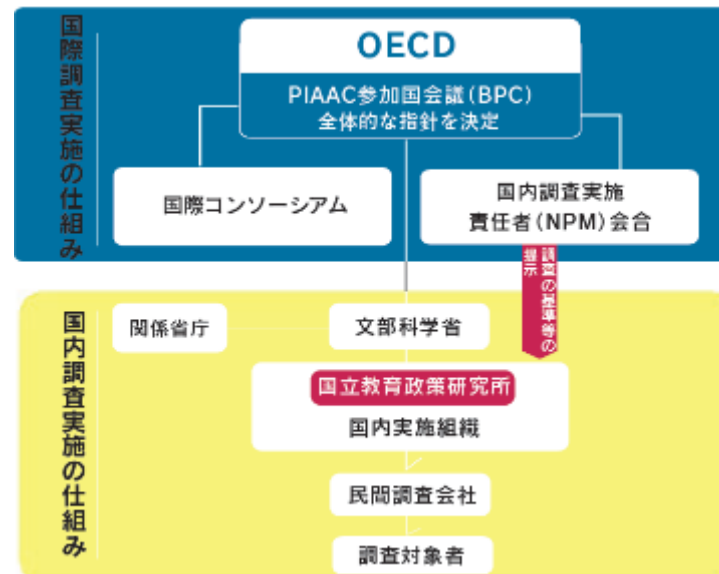 国際調査実施の仕組み
OECD
PIAAC参加国会議(BPC)
全体的な指針を決定
国際コンソーシアム
国内調査実施
責任者(NPM)会合
調査の基準等の
提示
国内調査実施の仕組み
関係省庁
文部科学省
国立教育政策研究所
国内実施組織
民間調査会社
調査対象者